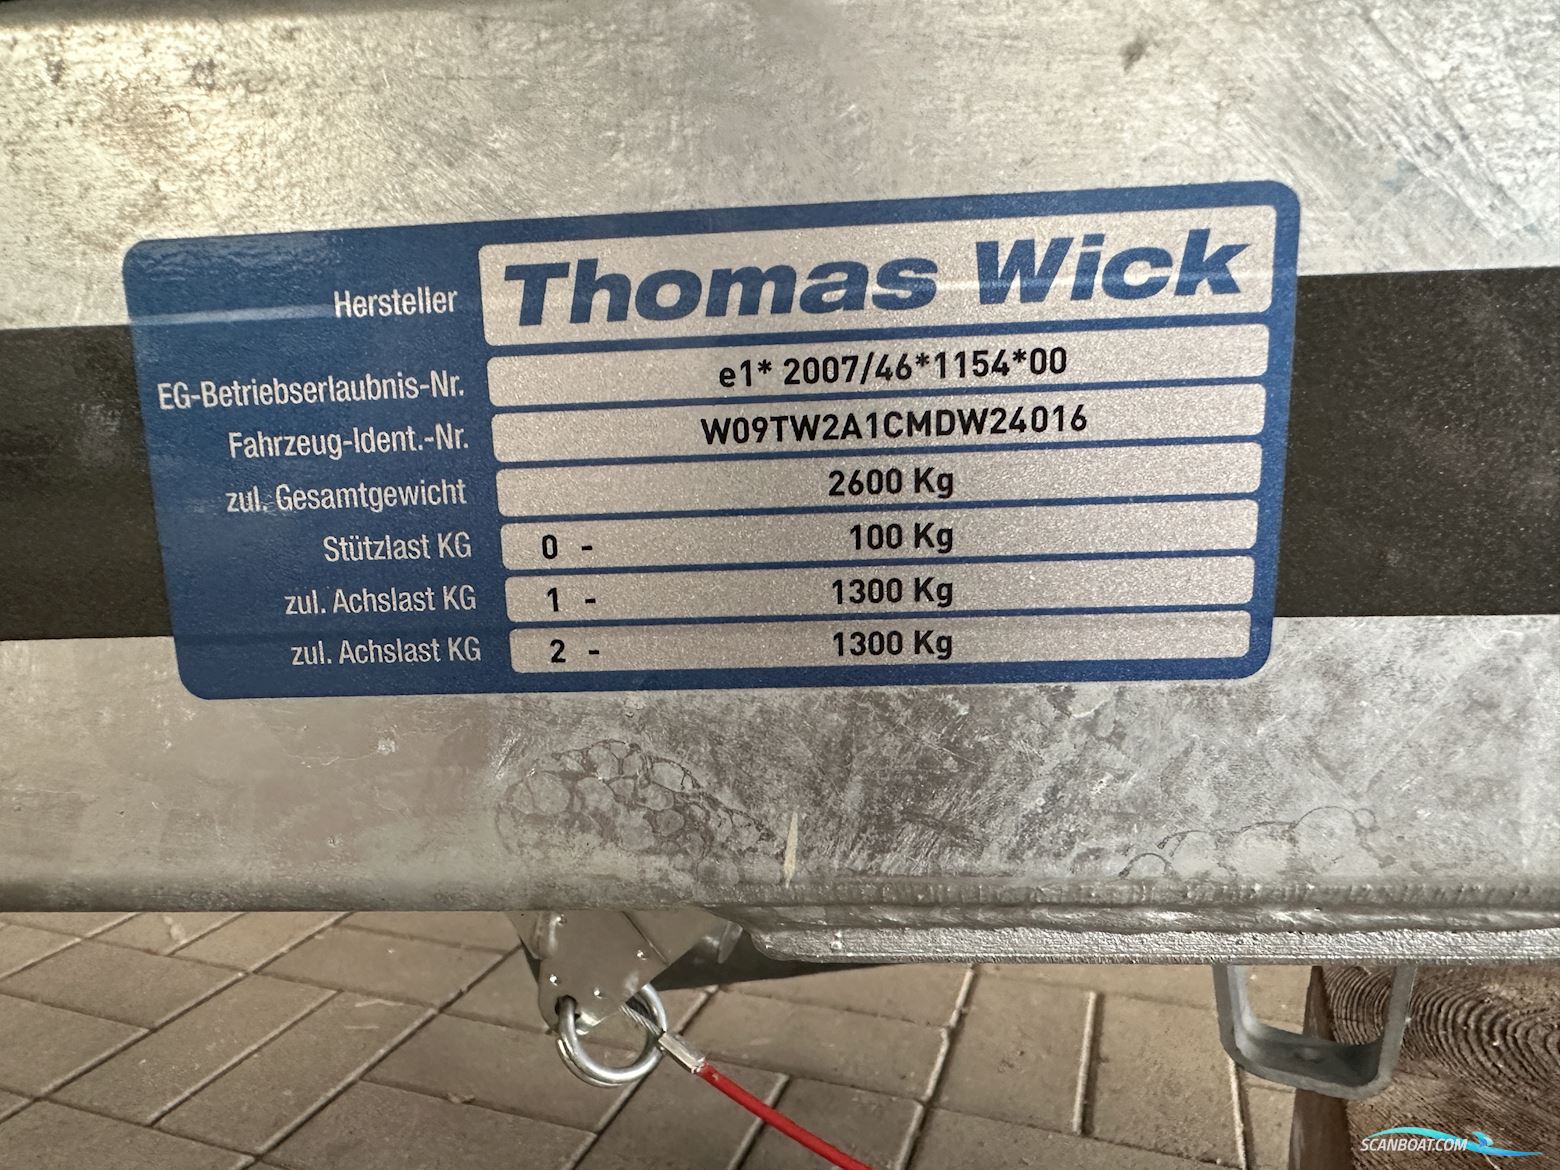 Hersteller Thomas Wick
EG-Betriebserlaubnis-Nr. e1* 2007/46*1154*00
Fahrzeug-Ident.-Nr. W09TW2A1CMDW24016
zul. Gesamtgewicht 2600 Kg
Stützlast KG 0 - 100 Kg
zul. Achslast KG 1 - 1300 Kg
zul. Achslast KG 2 - 1300 Kg
SCANBOAT.COM